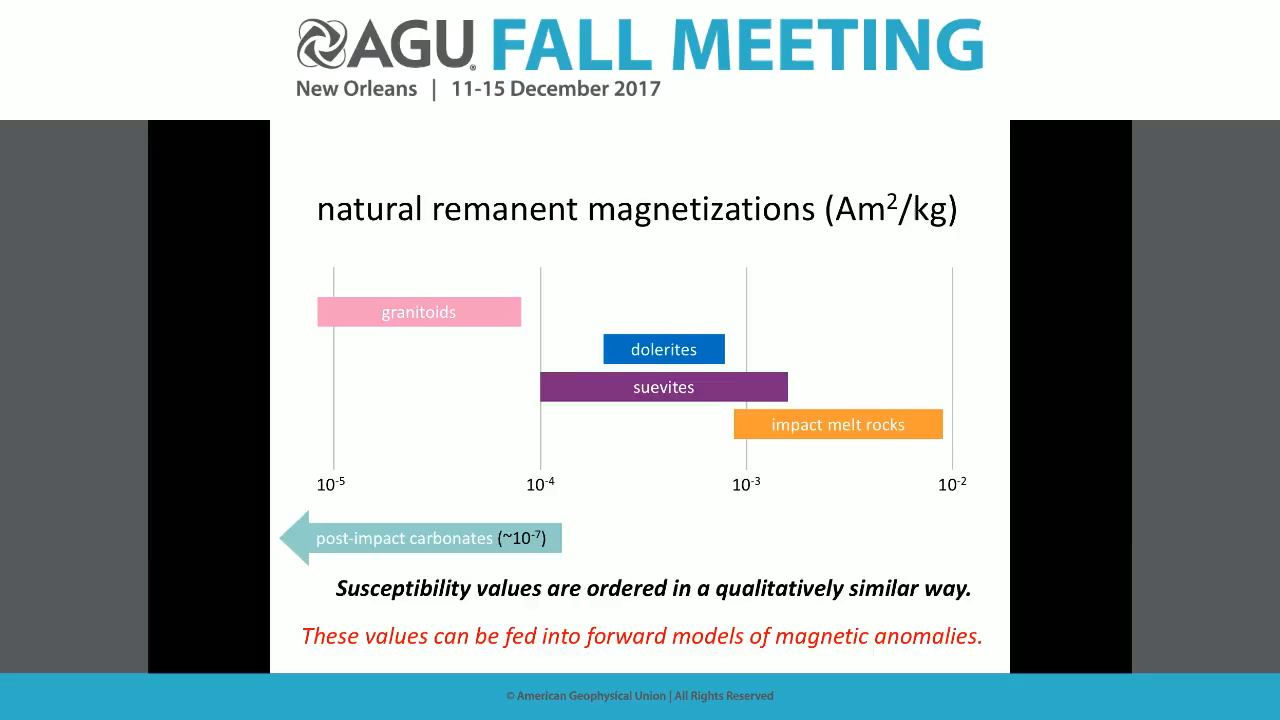 AGU FALL MEETING
New Orleans | 11-15 December 2017
natural remanent magnetizations (Am²/kg)
granitoids
dolerites
suevites
impact melt rocks
10⁻⁵ 10⁻⁴ 10⁻³ 10⁻²
post-impact carbonates (~10⁻⁷)
Susceptibility values are ordered in a qualitatively similar way.
These values can be fed into forward models of magnetic anomalies.
© American Geophysical Union | All Rights Reserved